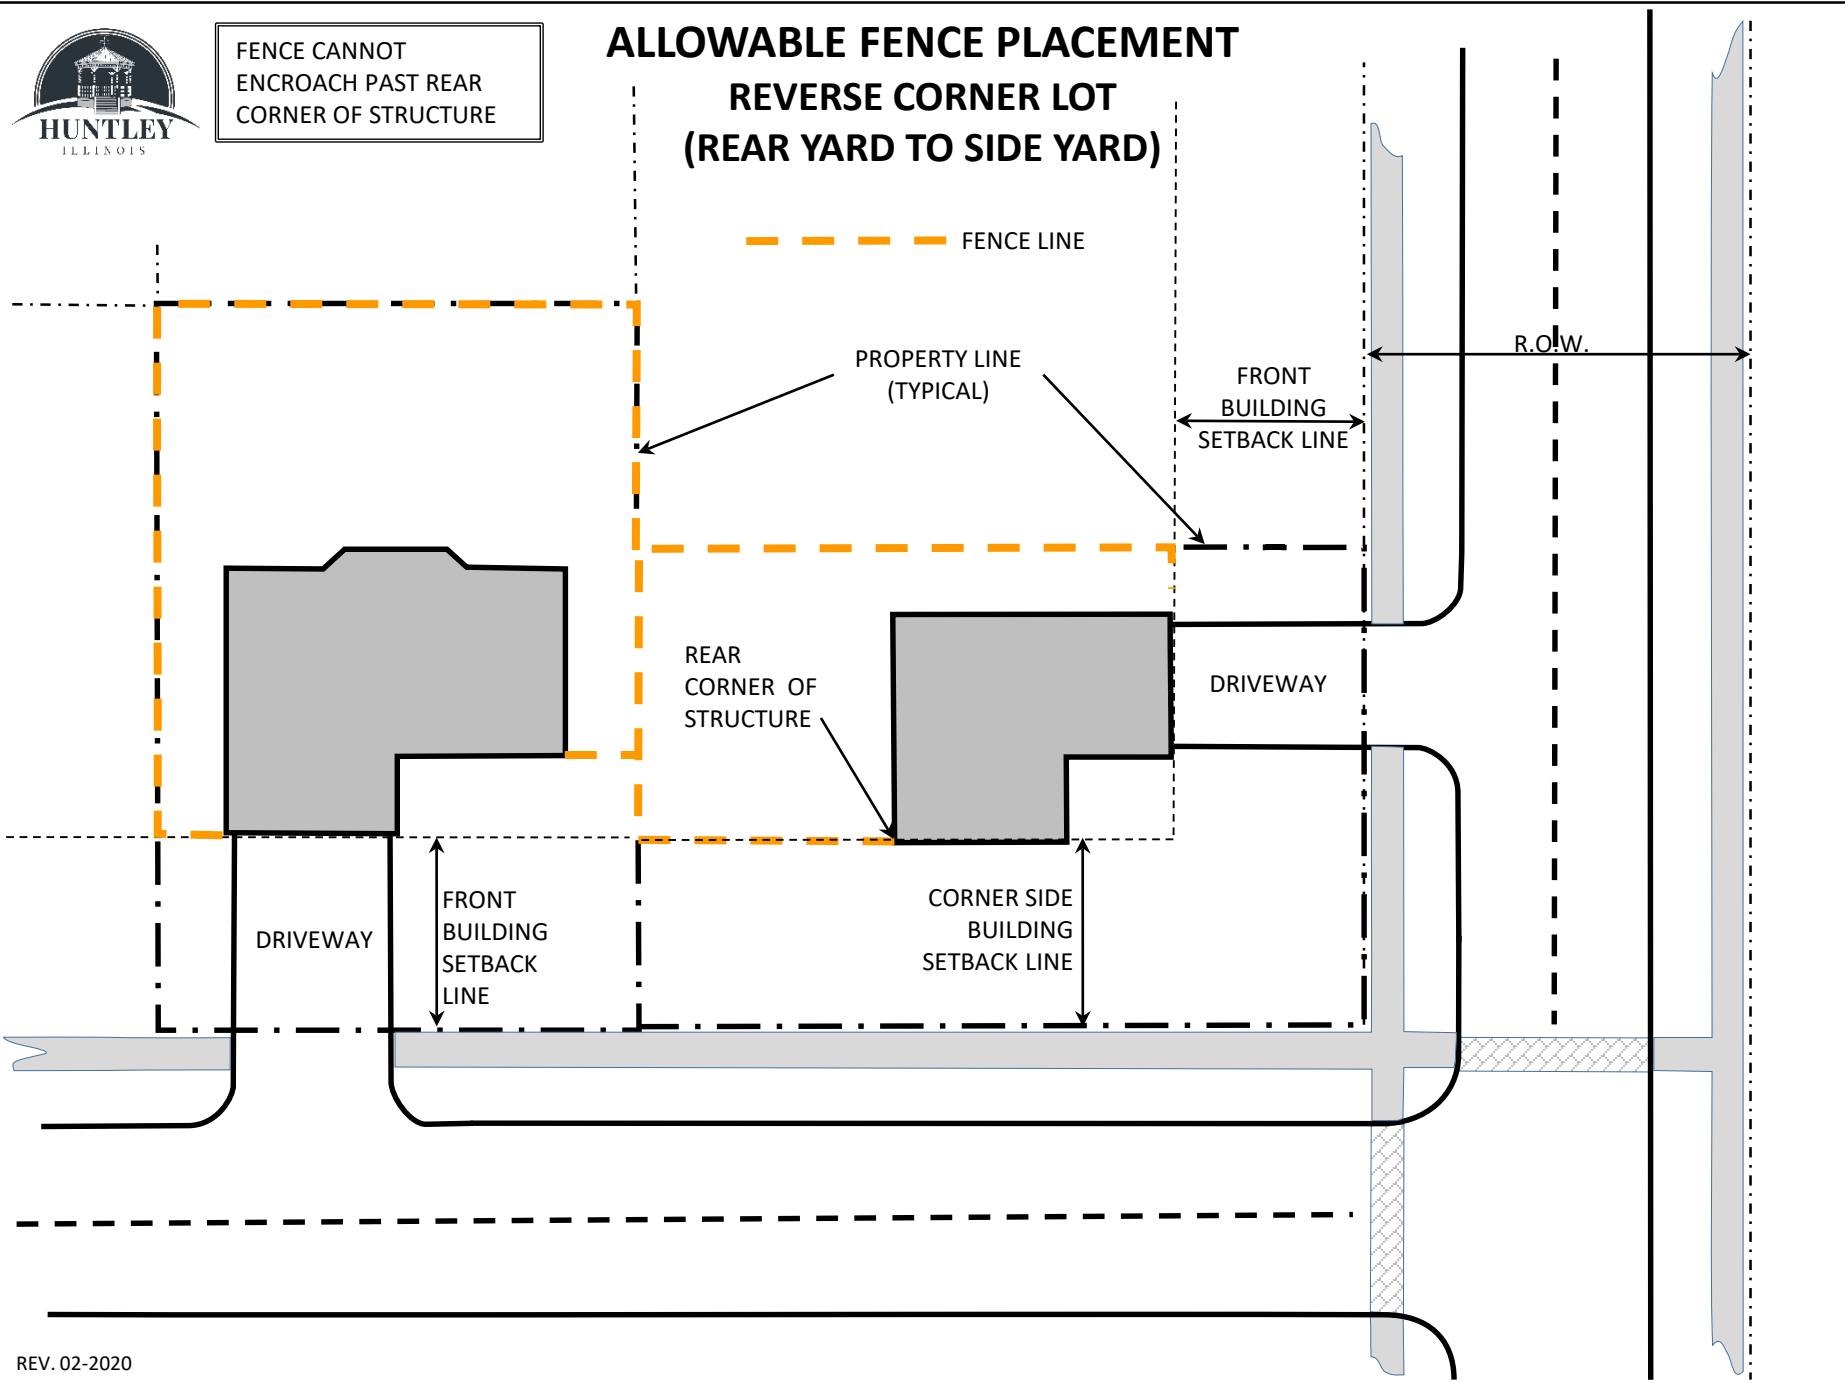 HUNTLEY
ILLINOIS
FENCE CANNOT
ENCROACH PAST REAR
CORNER OF STRUCTURE
ALLOWABLE FENCE PLACEMENT
REVERSE CORNER LOT
(REAR YARD TO SIDE YARD)
FENCE LINE
PROPERTY LINE
(TYPICAL)
FRONT
BUILDING
SETBACK LINE
R.O.W.
REAR
CORNER OF
STRUCTURE
DRIVEWAY
DRIVEWAY
FRONT
BUILDING
SETBACK
LINE
CORNER SIDE
BUILDING
SETBACK LINE
REV. 02-2020